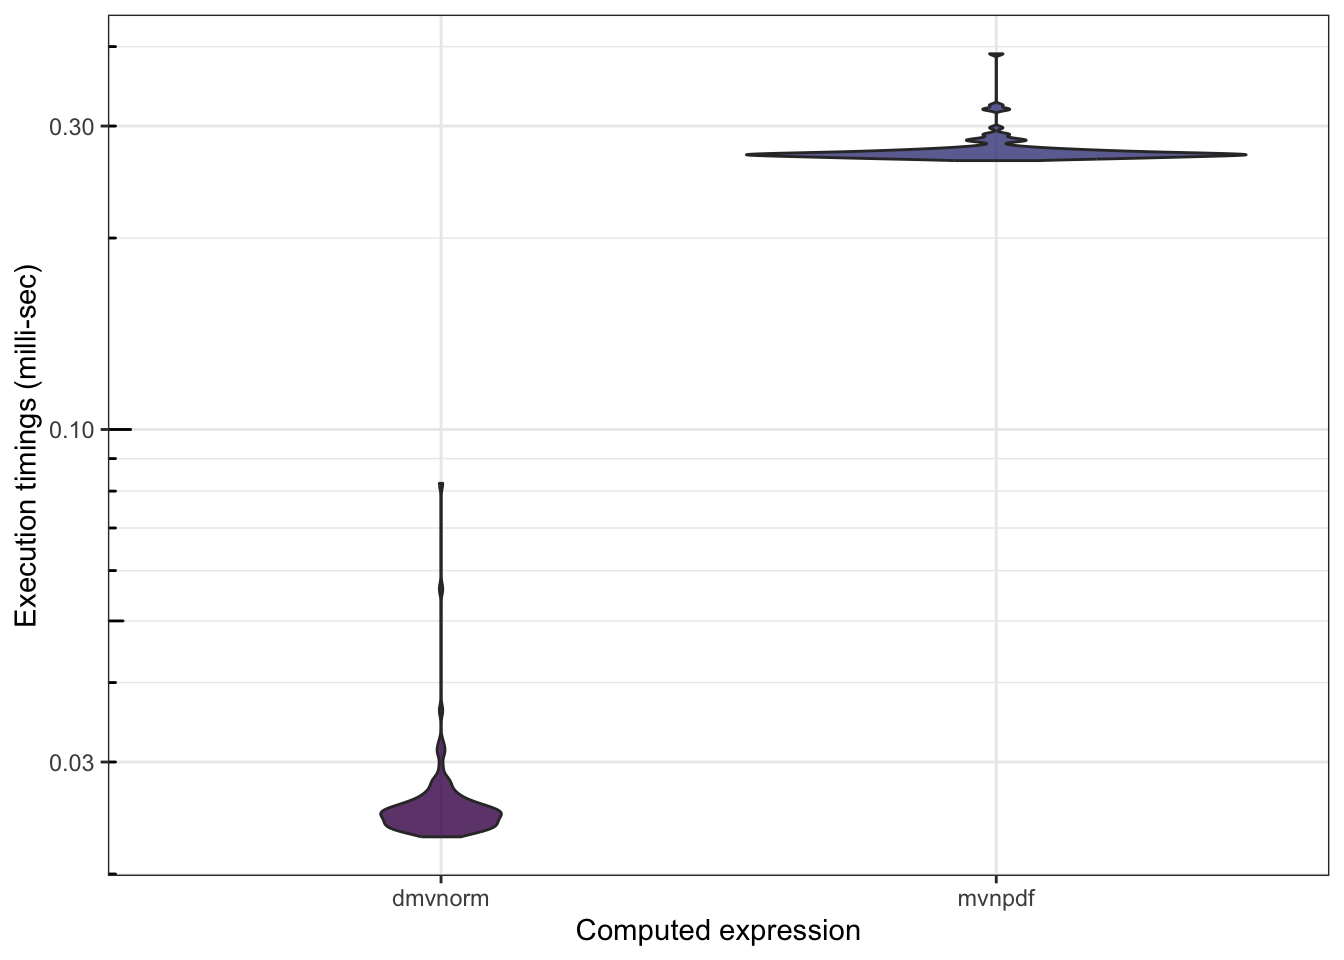 Execution timings (milli-sec)
0.30
0.10
0.03
dmvnorm
mvnpdf
Computed expression